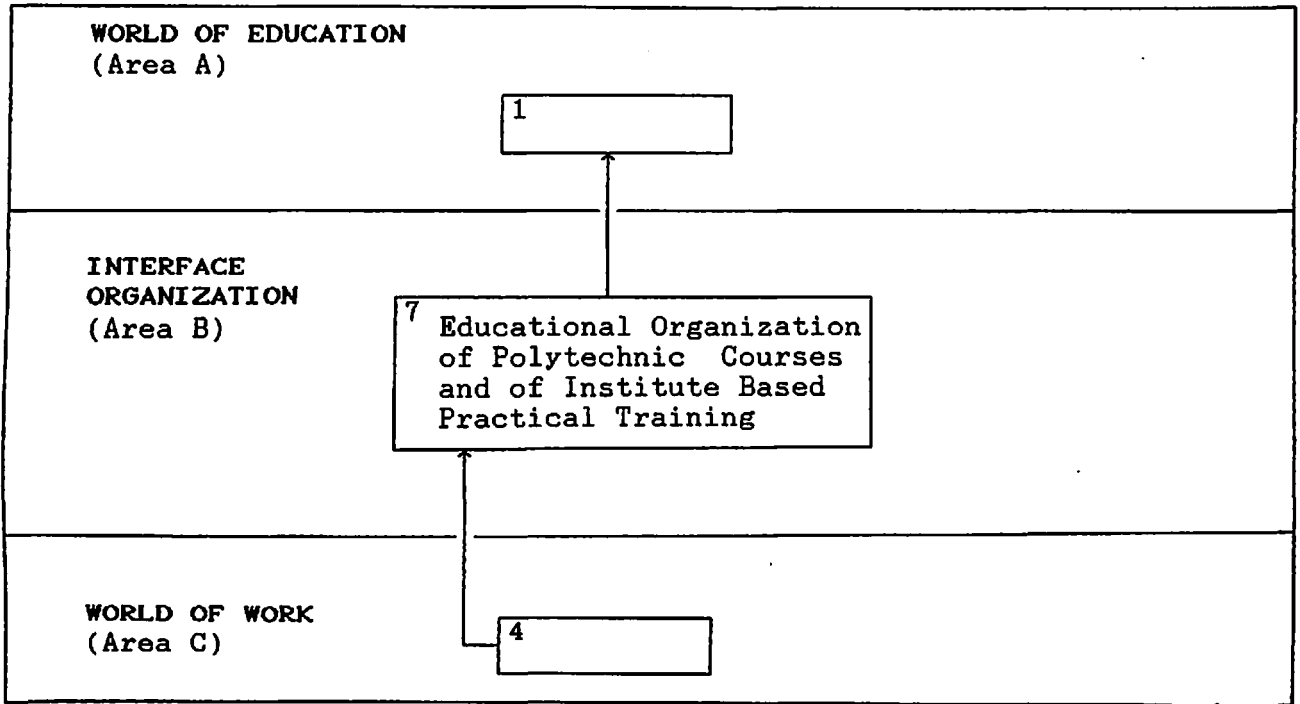 WORLD OF EDUCATION
(Area A)
1
INTERFACE
ORGANIZATION
(Area B)
7
Educational Organization
of Polytechnic Courses
and of Institute Based
Practical Training
WORLD OF WORK
(Area C)
4